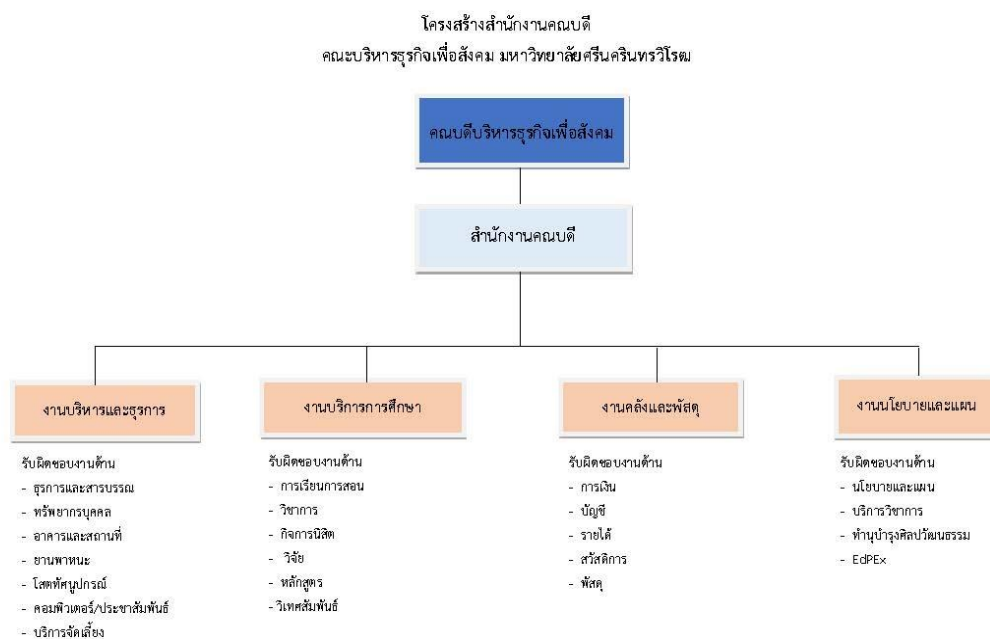 โครงสร้างสำนักงานคณบดี
คณะบริหารธุรกิจเพื่อสังคม มหาวิทยาลัยศรีนครินทรวิโรฒ
คณบดีบริหารธุรกิจเพื่อสังคม
สำนักงานคณบดี
งานบริหารและธุรการ
รับผิดชอบงานด้าน
- ธุรการและสารบรรณ
- ทรัพยากรบุคคล
- อาคารและสถานที่
- ยานพาหนะ
- โสตทัศนูปกรณ์
- คอมพิวเตอร์/ประชาสัมพันธ์
- บริการจัดเลี้ยง
งานบริการการศึกษา
รับผิดชอบงานด้าน
- การเรียนการสอน
- วิชาการ
- กิจการนิสิต
- วิจัย
- หลักสูตร
- วิเทศสัมพันธ์
งานคลังและพัสดุ
รับผิดชอบงานด้าน
- การเงิน
- บัญชี
- รายได้
- สวัสดิการ
- พัสดุ
งานนโยบายและแผน
รับผิดชอบงานด้าน
- นโยบายและแผน
- บริการวิชาการ
- ทำนุบำรุงศิลปวัฒนธรรม
- EdPEx